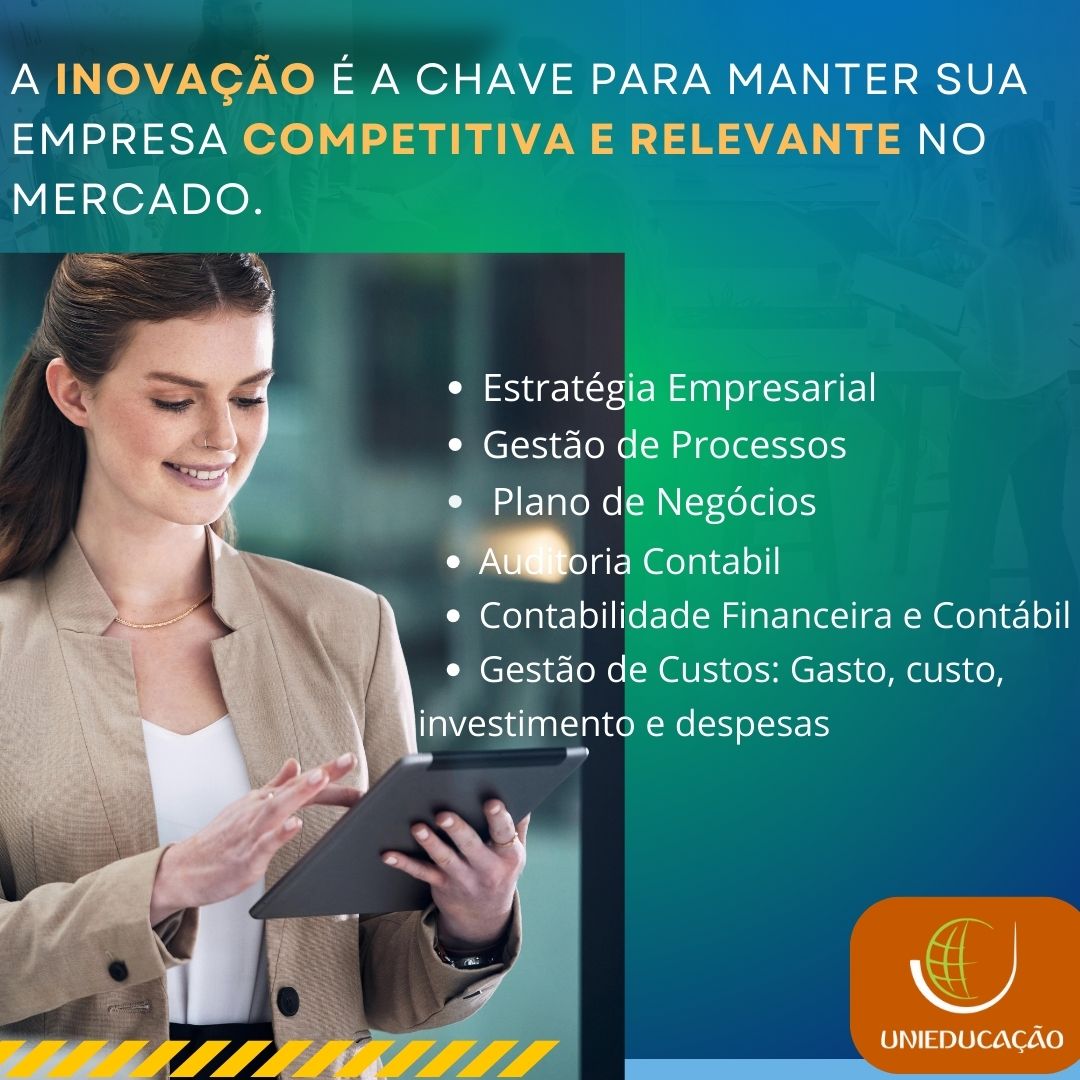 A INOVAÇÃO É A CHAVE PARA MANTER SUA
EMPRESA COMPETITIVA E RELEVANTE NO
MERCADO.
• Estratégia Empresarial
• Gestão de Processos
• Plano de Negócios
• Auditoria Contabil
• Contabilidade Financeira e Contábil
• Gestão de Custos: Gasto, custo,
investimento e despesas
UNIEDUCAÇÃO